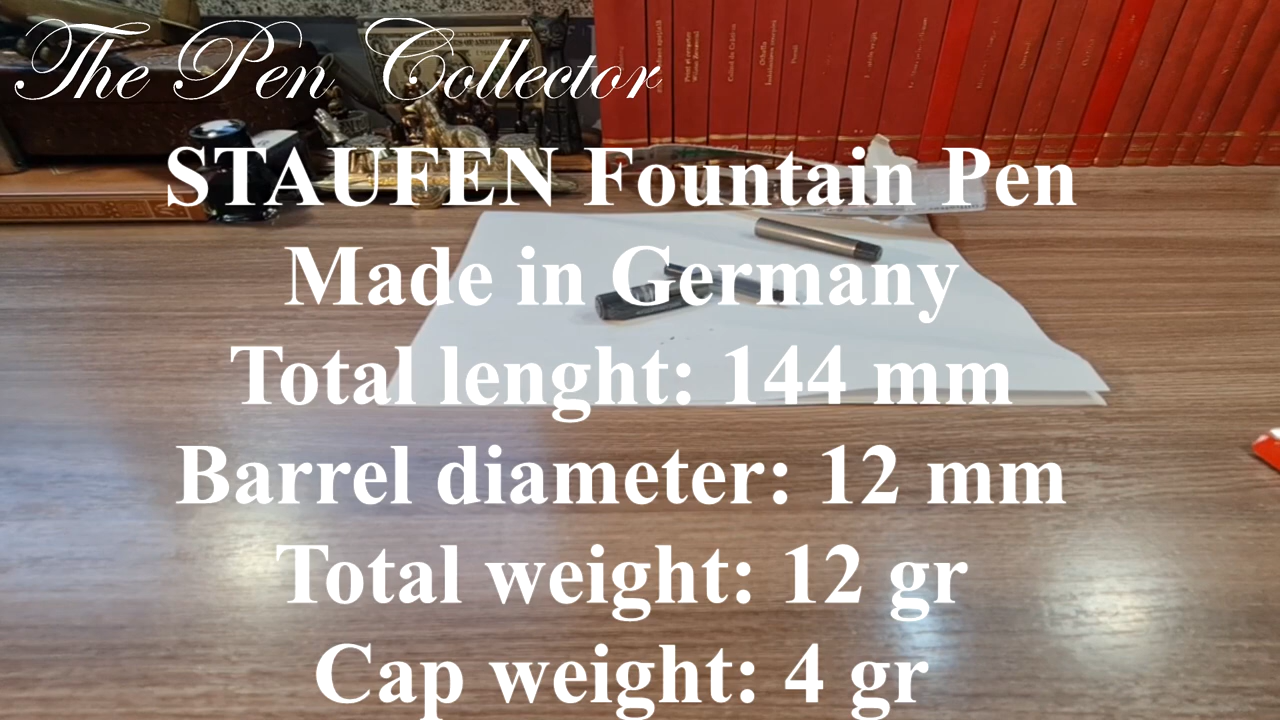 The Pen Collector
STAUFEN Fountain Pen
Made in Germany
Total lenght: 144 mm
Barrel diameter: 12 mm
Total weight: 12 gr
Cap weight: 4 gr